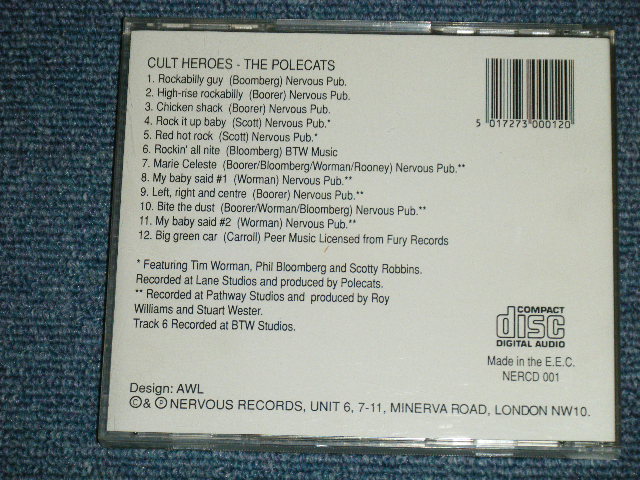 CULT HEROES - THE POLECATS
1. Rockabilly guy (Boomberg) Nervous Pub.
2. High-rise rockabilly (Boorer) Nervous Pub.
3. Chicken shack (Boorer) Nervous Pub.
4. Rock it up baby (Scott) Nervous Pub.*
5. Red hot rock (Scott) Nervous Pub.*
6. Rockin' all nite (Bloomberg) BTW Music
7. Marie Celeste (Boorer/Bloomberg/Worman/Rooney) Nervous Pub.**
8. My baby said #1 (Worman) Nervous Pub.**
9. Left, right and centre (Boorer) Nervous Pub.**
10. Bite the dust (Boorer/Worman/Bloomberg) Nervous Pub.**
11. My baby said #2 (Worman) Nervous Pub.**
12. Big green car (Carroll) Peer Music Licensed from Fury Records
5 017273 000120
* Featuring Tim Worman, Phil Bloomberg and Scotty Robbins.
Recorded at Lane Studios and produced by Polecats.
** Recorded at Pathway Studios and produced by Roy
Williams and Stuart Wester.
Track 6 Recorded at BTW Studios.
COMPACT
disc
DIGITAL AUDIO
Made in the E.E.C.
NERCD 001
Design: AWL
©& ℗ NERVOUS RECORDS, UNIT 6, 7-11, MINERVA ROAD, LONDON NW10.